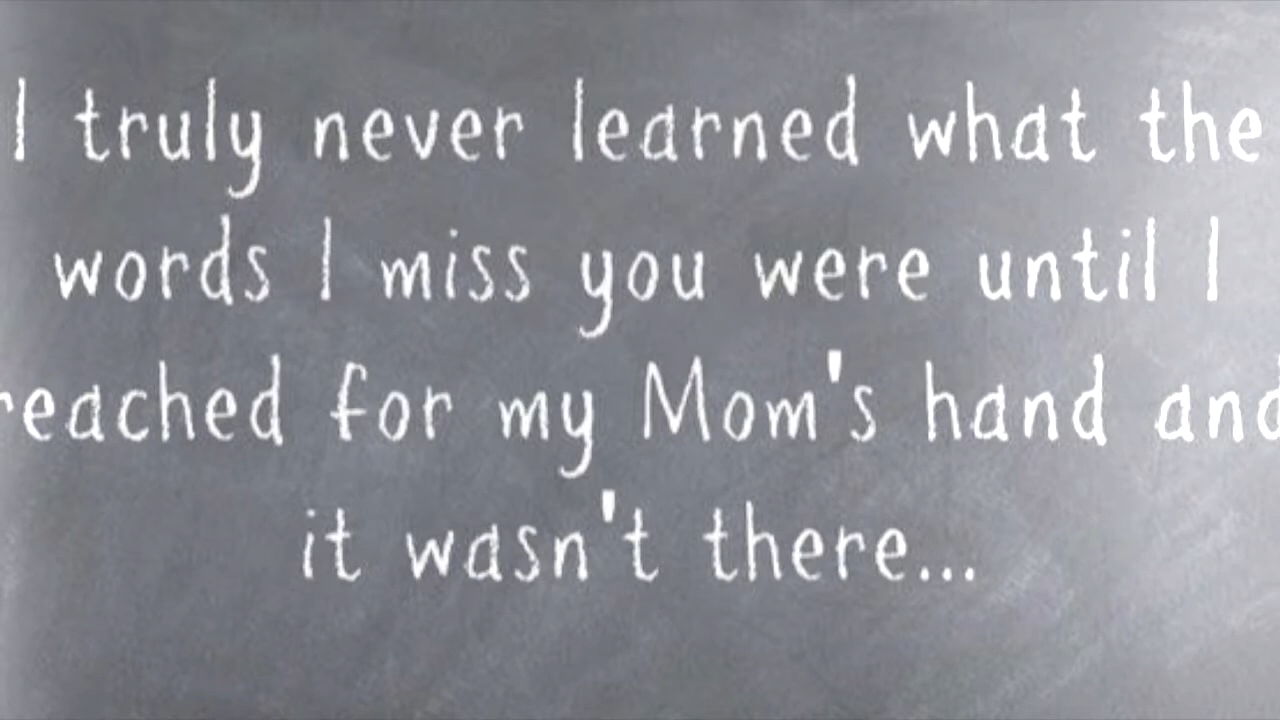 I truly never learned what the
words I miss you were until I
reached for my Mom's hand and
it wasn't there...